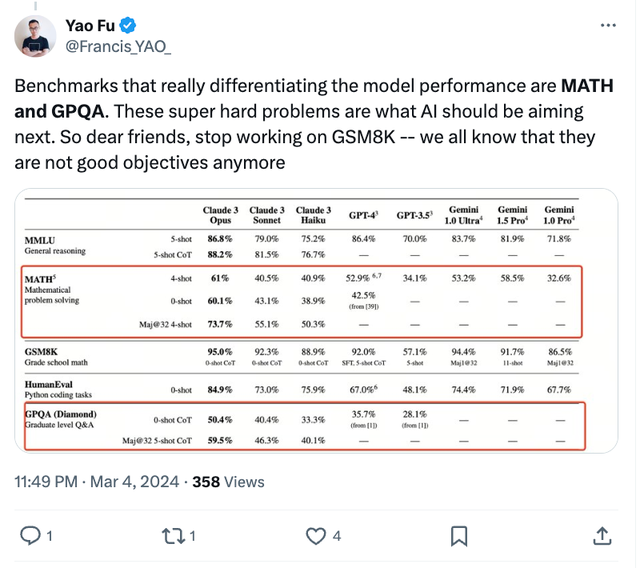 Yao Fu
@Francis_YAO_
Benchmarks that really differentiating the model performance are MATH
and GPQA. These super hard problems are what AI should be aiming
next. So dear friends, stop working on GSM8K -- we all know that they
are not good objectives anymore
Claude 3 Opus Claude 3 Sonnet Claude 3 Haiku GPT-4³ GPT-3.5³ Gemini 1.0 Ultra⁴ Gemini 1.5 Pro⁴ Gemini 1.0 Pro⁴
MMLU General reasoning 5-shot 86.8% 79.0% 75.2% 86.4% 70.0% 83.7% 81.9% 71.8%
5-shot CoT 88.2% 81.5% 76.7% — — — — —
MATH⁵ Mathematical problem solving 4-shot 61% 40.5% 40.9% 52.9% ⁶,⁷ 34.1% 53.2% 58.5% 32.6%
0-shot 60.1% 43.1% 38.9% 42.5% (from [39]) — — — —
Maj@32 4-shot 73.7% 55.1% 50.3% — — — — —
GSM8K Grade school math 95.0% 92.3% 88.9% 92.0% 57.1% 94.4% 91.7% 86.5%
0-shot CoT 0-shot CoT 0-shot CoT SFT, 5-shot CoT 5-shot Maj1@32 11-shot Maj1@32
HumanEval Python coding tasks 0-shot 84.9% 73.0% 75.9% 67.0%⁶ 48.1% 74.4% 71.9% 67.7%
GPQA (Diamond) Graduate level Q&A 0-shot CoT 50.4% 40.4% 33.3% 35.7% (from [1]) 28.1% (from [1]) — — —
Maj@32 5-shot CoT 59.5% 46.3% 40.1% — — — — —
11:49 PM · Mar 4, 2024 · 358 Views
1 1 4